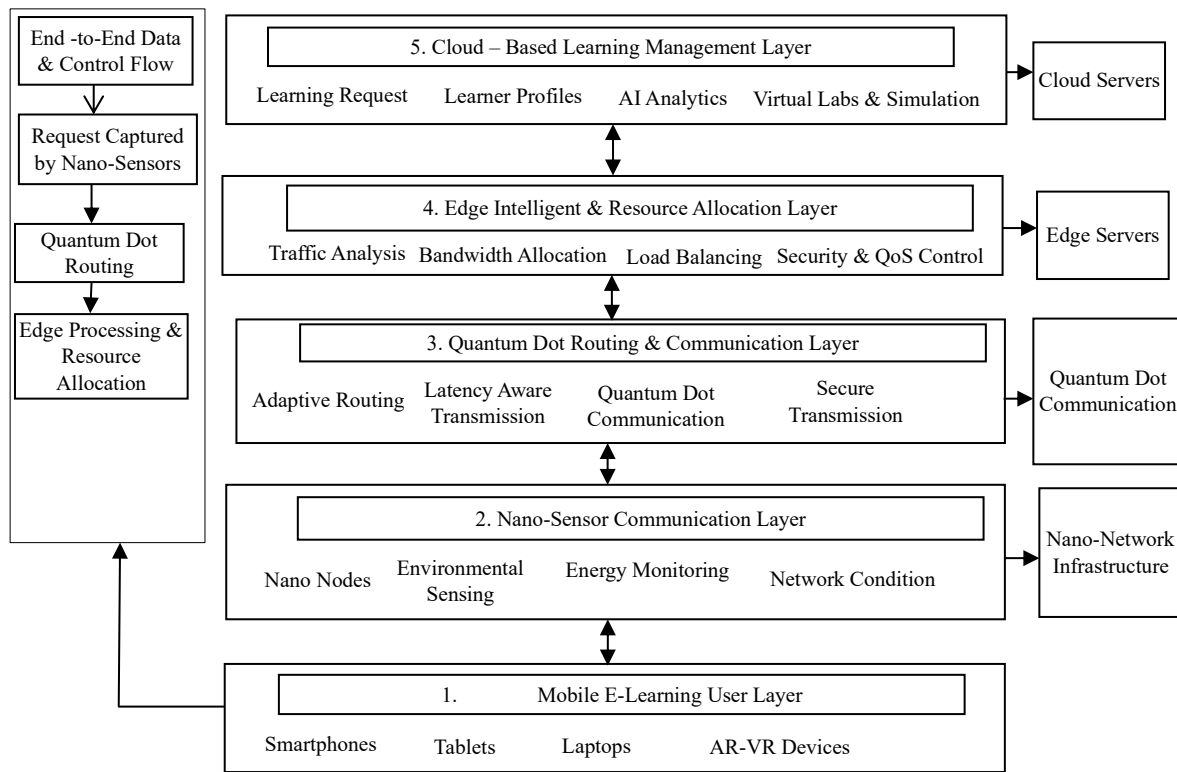 End -to-End Data
& Control Flow
Request Captured
by Nano-Sensors
Quantum Dot
Routing
Edge Processing &
Resource
Allocation
5. Cloud – Based Learning Management Layer
Learning Request
Learner Profiles
AI Analytics
Virtual Labs & Simulation
Cloud Servers
4. Edge Intelligent & Resource Allocation Layer
Traffic Analysis
Bandwidth Allocation
Load Balancing
Security & QoS Control
Edge Servers
3. Quantum Dot Routing & Communication Layer
Adaptive Routing
Latency Aware
Transmission
Quantum Dot
Communication
Secure
Transmission
Quantum Dot
Communication
2. Nano-Sensor Communication Layer
Nano Nodes
Environmental
Sensing
Energy Monitoring
Network Condition
Nano-Network
Infrastructure
1. Mobile E-Learning User Layer
Smartphones
Tablets
Laptops
AR-VR Devices